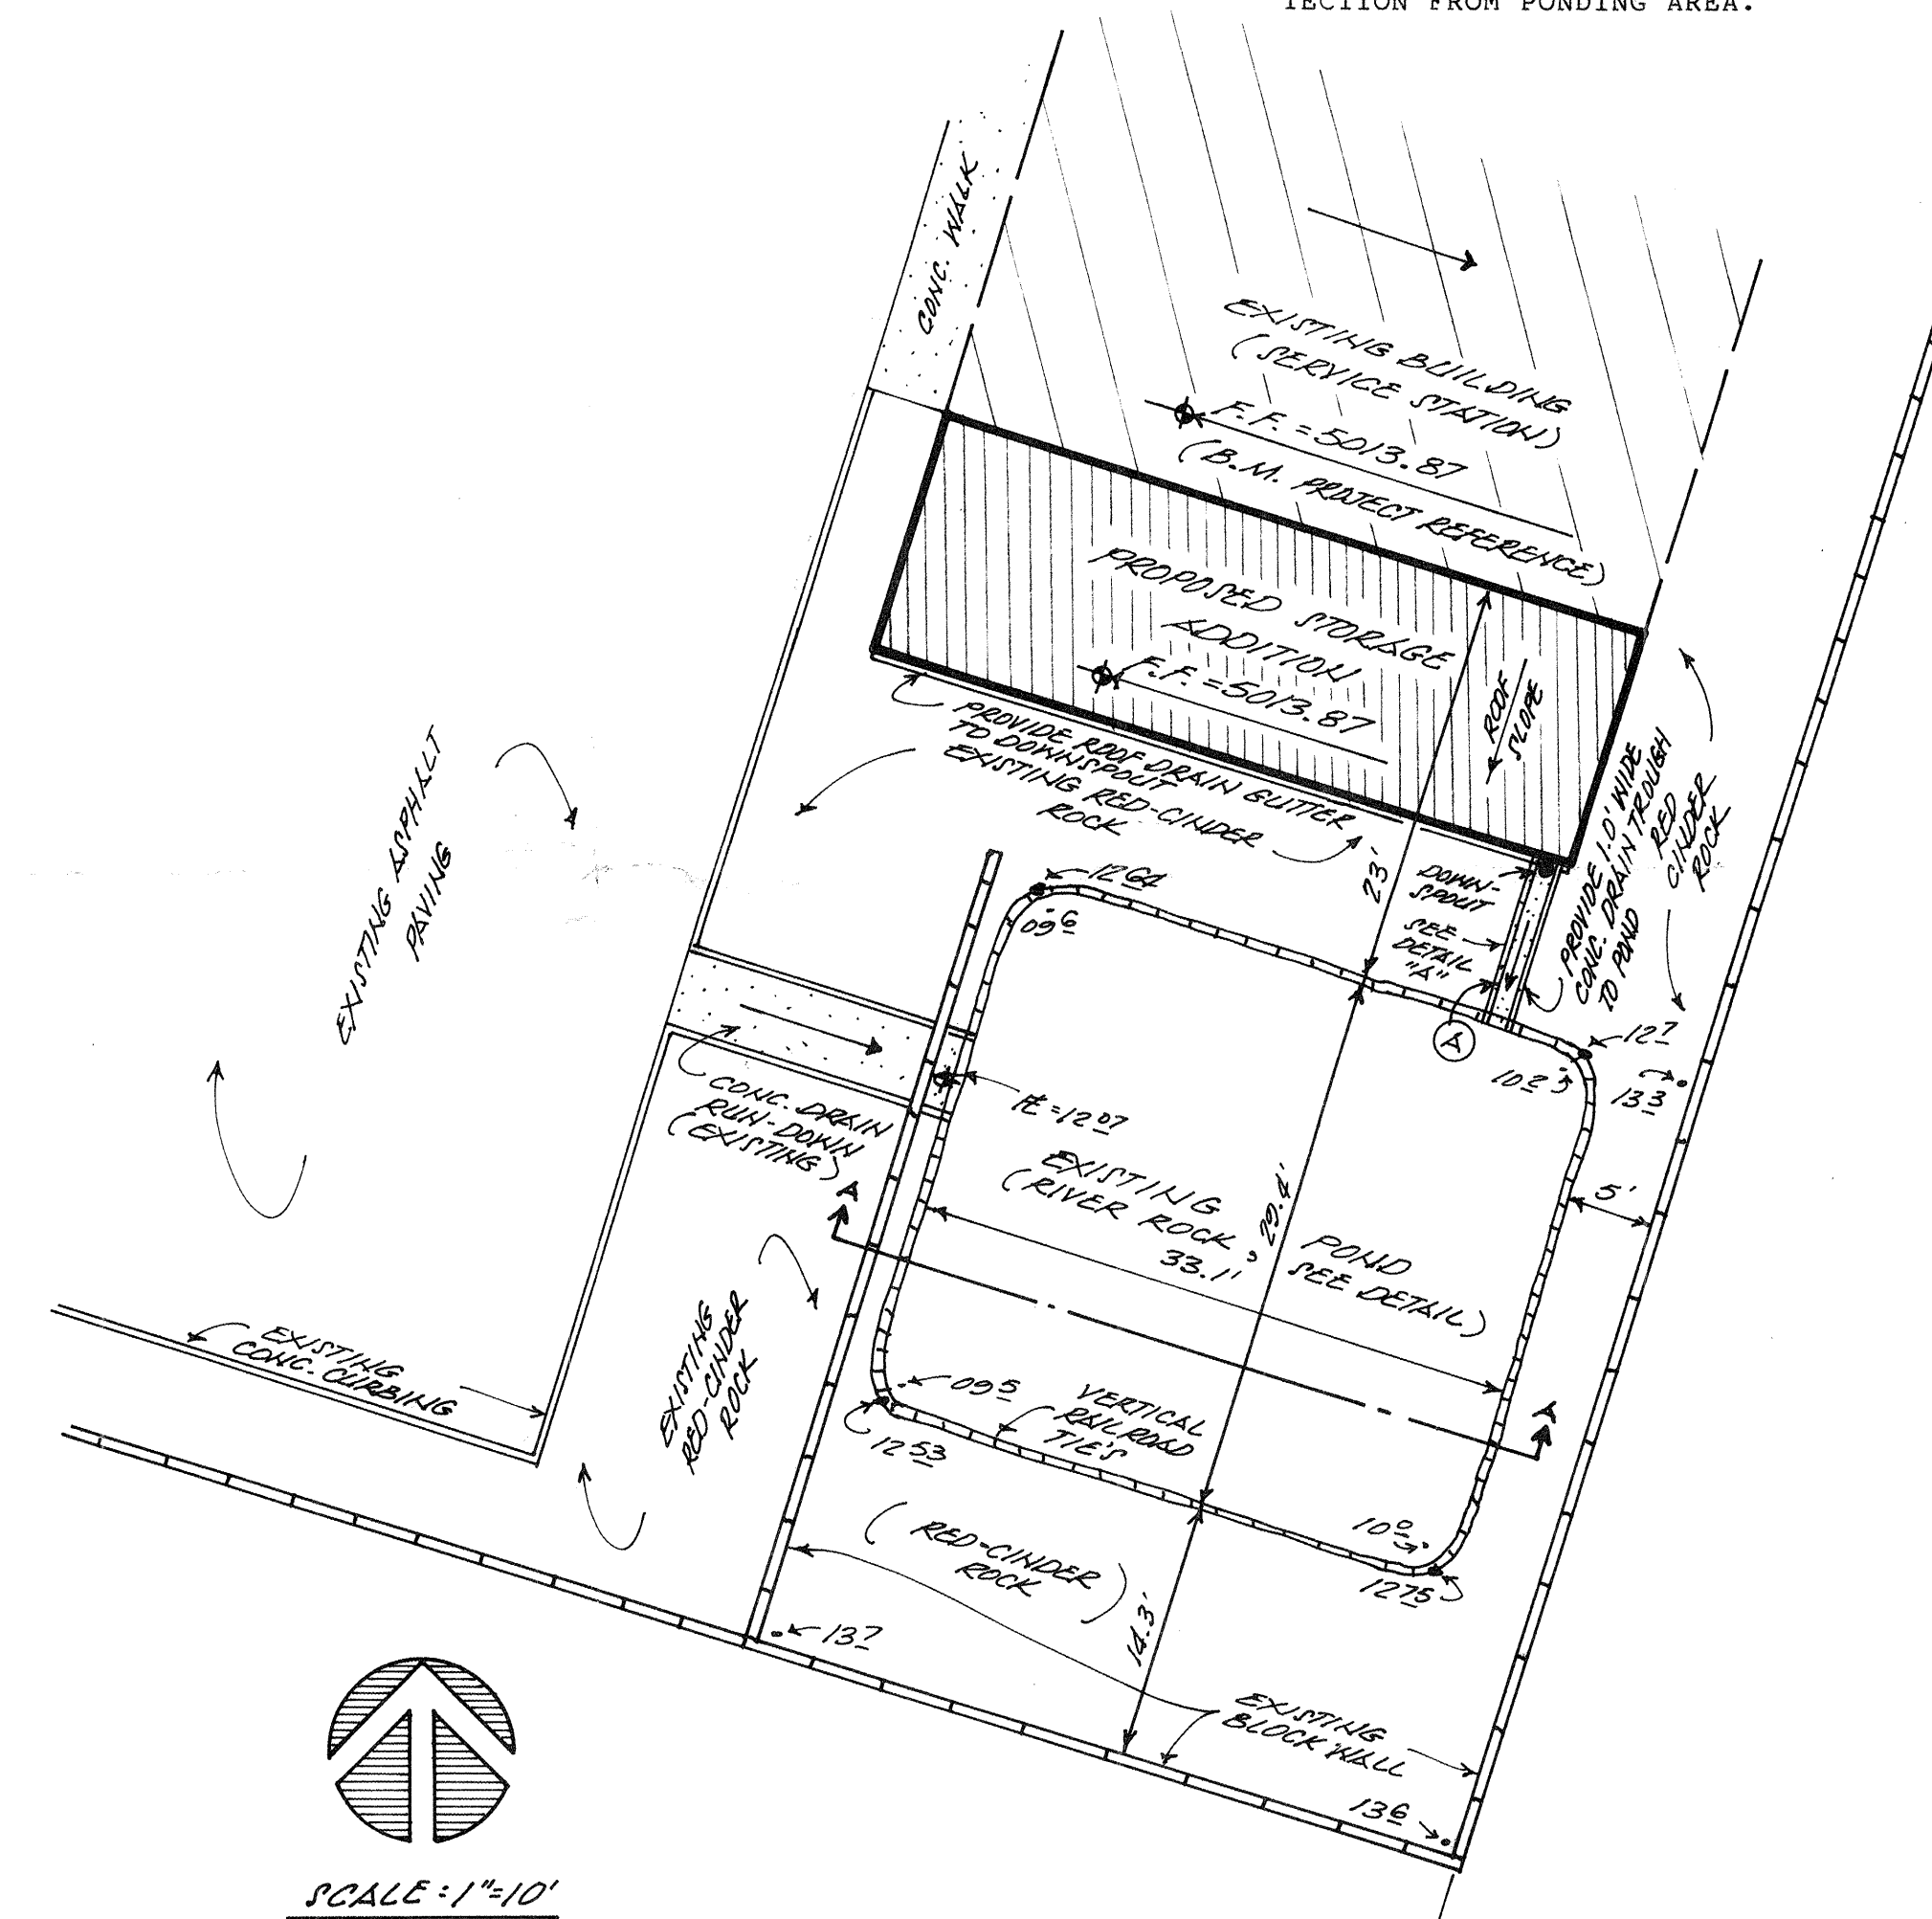 TECTION FROM PONDING AREA.
CONC. WALK
EXISTING BUILDING
(SERVICE STATION)
F.F. = 5013.87
(B.M. PROJECT REFERENCE)
PROPOSED STORAGE
ADDITION
F.F. = 5013.87
ROOF
SLOPE
PROVIDE ROOF DRAIN GUTTER
TO DOWNSPOUT
EXISTING RED-CINDER
ROCK
EXISTING ASPHALT
PAVING
23'
DOWN-
SPOUT
SEE
DETAIL
"A"
PROVIDE 1.0' WIDE
CONC. DRAIN TROUGH
TO POND
RED
CINDER
ROCK
12 64
09 6
A
12 7
10 2
13 3
CONC. DRAIN
RUN-DOWN
(EXISTING)
12 07
EXISTING POND
(RIVER ROCK, SEE DETAIL)
29.4'
33.1'
5'
A
A
EXISTING
RED-CINDER
ROCK
EXISTING
CONC. CURBING
09 5
12 53
VERTICAL
RAILROAD
TIE'S
10 0
12 75
(RED-CINDER
ROCK)
14.3'
13 7
EXISTING
BLOCK WALL
13 6
SCALE: 1"=10'